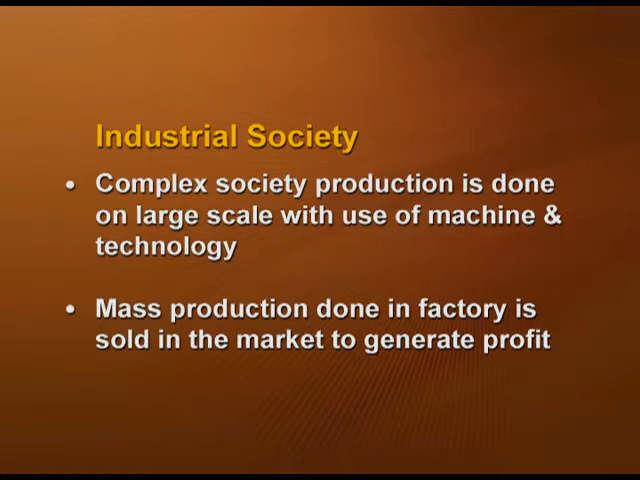 Industrial Society
• Complex society production is done
on large scale with use of machine &
technology
• Mass production done in factory is
sold in the market to generate profit